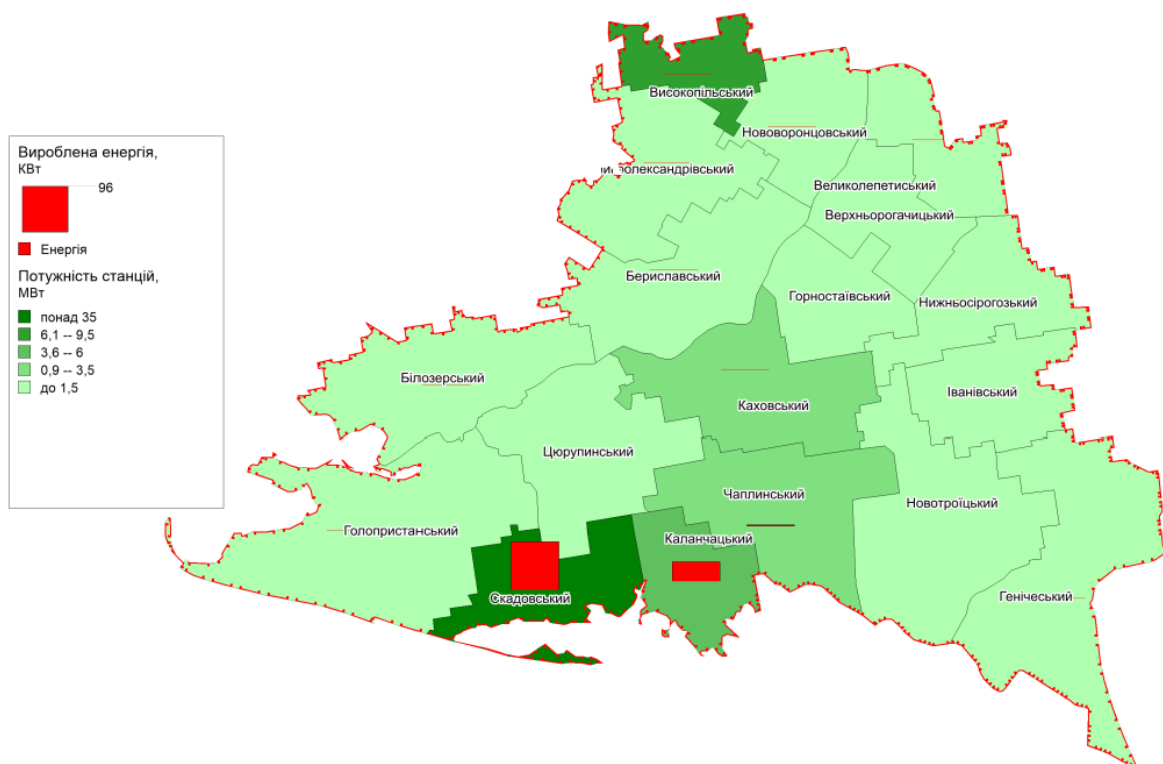 Вироблена енергія,
КВт
96
Енергія
Потужність станцій,
МВт
понад 35
6,1 -- 9,5
3,6 -- 6
0,9 -- 3,5
до 1,5
Високопільський
Нововоронцовський
Великолепетиський
Верхньорогачицький
Бериславський
Горностаївський
Нижньосірогозький
Білозерський
Іванівський
Каховський
Цюрупинський
Чаплинський
Новотроїцький
Голопристанський
Каланчацький
Скадовський
Генічеський